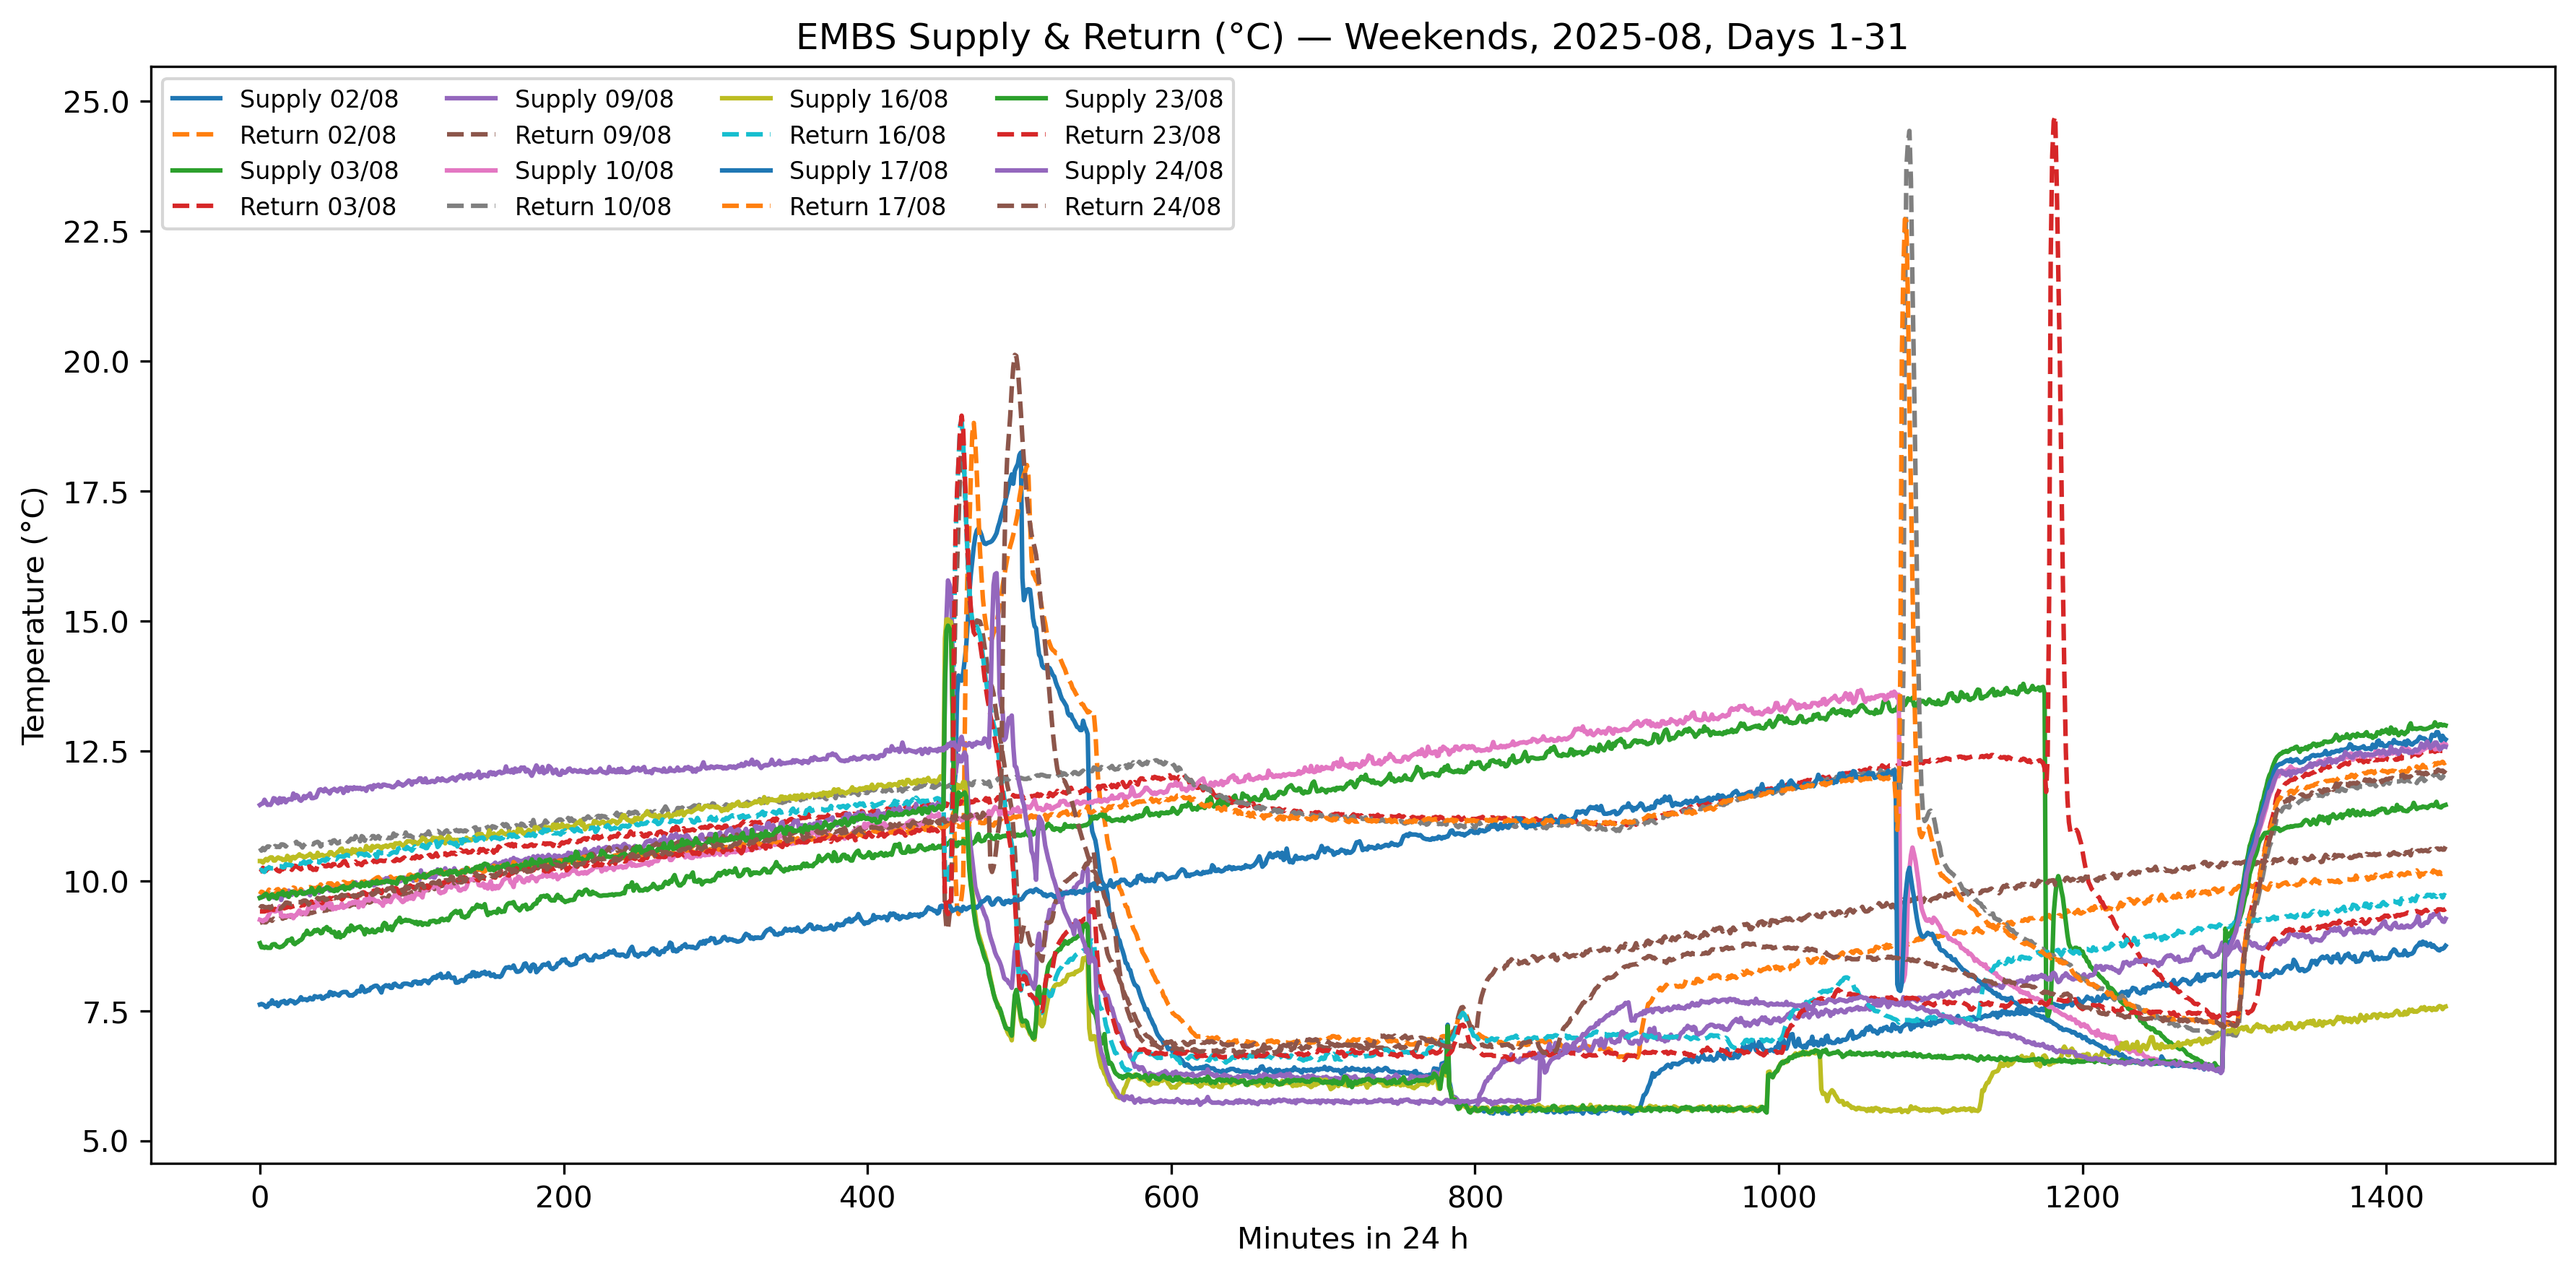 EMBS Supply & Return (°C) — Weekends, 2025-08, Days 1-31
Supply 02/08
Return 02/08
Supply 03/08
Return 03/08
Supply 09/08
Return 09/08
Supply 10/08
Return 10/08
Supply 16/08
Return 16/08
Supply 17/08
Return 17/08
Supply 23/08
Return 23/08
Supply 24/08
Return 24/08
Temperature (°C)
25.0
22.5
20.0
17.5
15.0
12.5
10.0
7.5
5.0
0 200 400 600 800 1000 1200 1400
Minutes in 24 h